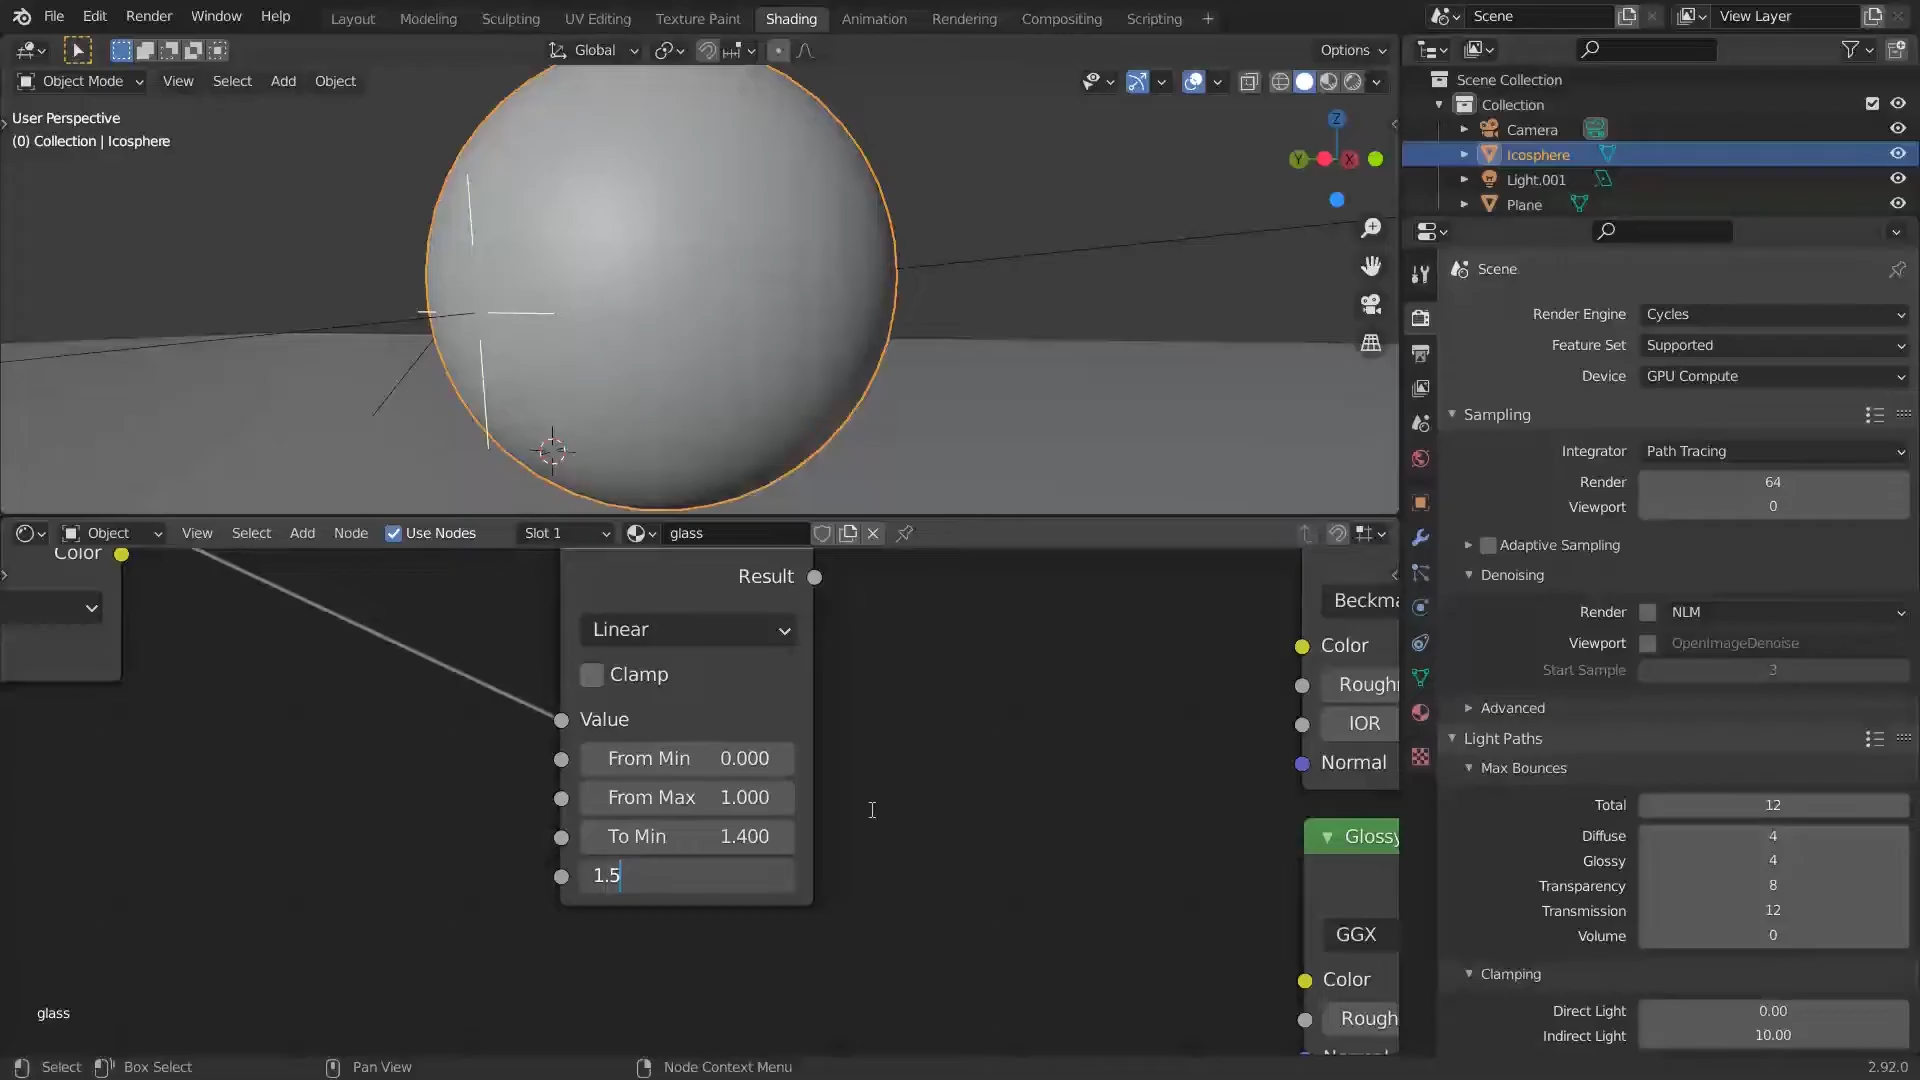 File Edit Render Window Help Layout Modeling Sculpting UV Editing Texture Paint Shading Animation Rendering Compositing Scripting + Scene View Layer
Global Options
Object Mode View Select Add Object
User Perspective
(0) Collection | Icosphere
Z
Y X
Scene Collection
Collection
Camera
Icosphere
Light.001
Plane
Scene
Render Engine Cycles
Feature Set Supported
Device GPU Compute
Sampling
Integrator Path Tracing
Render 64
Viewport 0
Adaptive Sampling
Denoising
Render NLM
Viewport OpenImageDenoise
Start Sample 3
Advanced
Light Paths
Max Bounces
Total 12
Diffuse 4
Glossy 4
Transparency 8
Transmission 12
Volume 0
Clamping
Direct Light 0.00
Indirect Light 10.00
Object View Select Add Node Use Nodes Slot 1 glass
Color
Result
Linear
Clamp
Value
From Min 0.000
From Max 1.000
To Min 1.400
1.5
Beckma
Color
Rough
IOR
Normal
Glossy
GGX
Color
Rough
glass
Select Box Select Pan View Node Context Menu 2.92.0